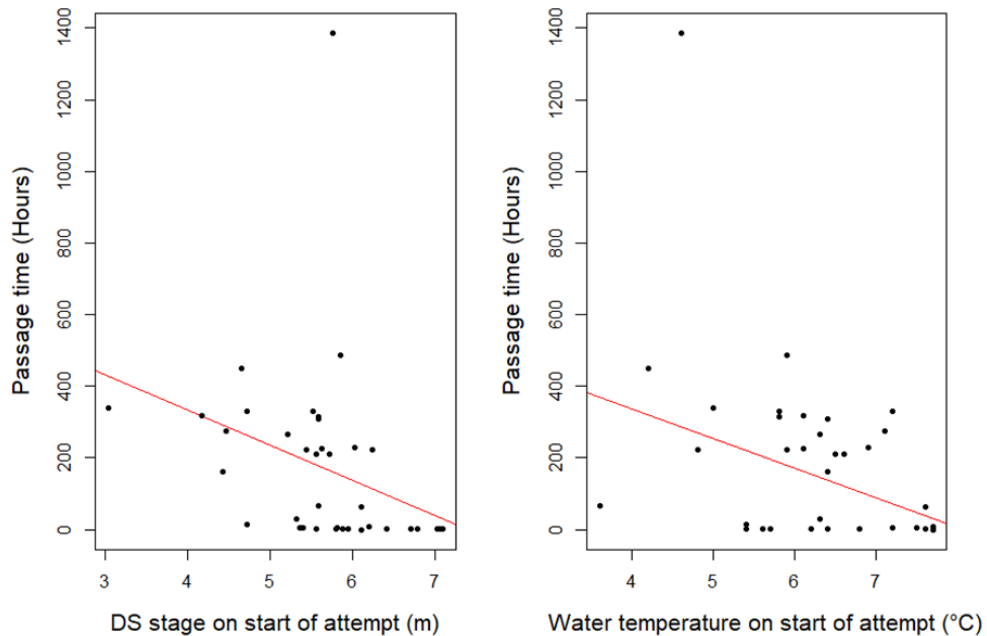 Passage time (Hours)
0 200 400 600 800 1000 1200 1400
3 4 5 6 7
DS stage on start of attempt (m)
Passage time (Hours)
0 200 400 600 800 1000 1200 1400
4 5 6 7
Water temperature on start of attempt (°C)